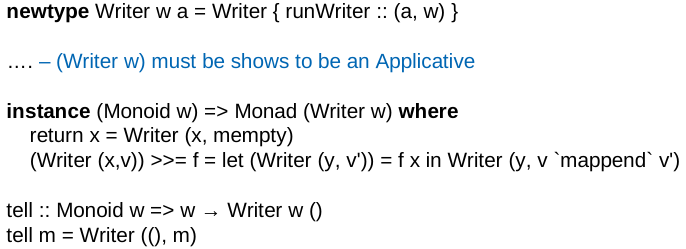 newtype Writer w a = Writer { runWriter :: (a, w) }
…. – (Writer w) must be shows to be an Applicative
instance (Monoid w) => Monad (Writer w) where
return x = Writer (x, mempty)
(Writer (x,v)) >>= f = let (Writer (y, v')) = f x in Writer (y, v `mappend` v')
tell :: Monoid w => w → Writer w ()
tell m = Writer ((), m)